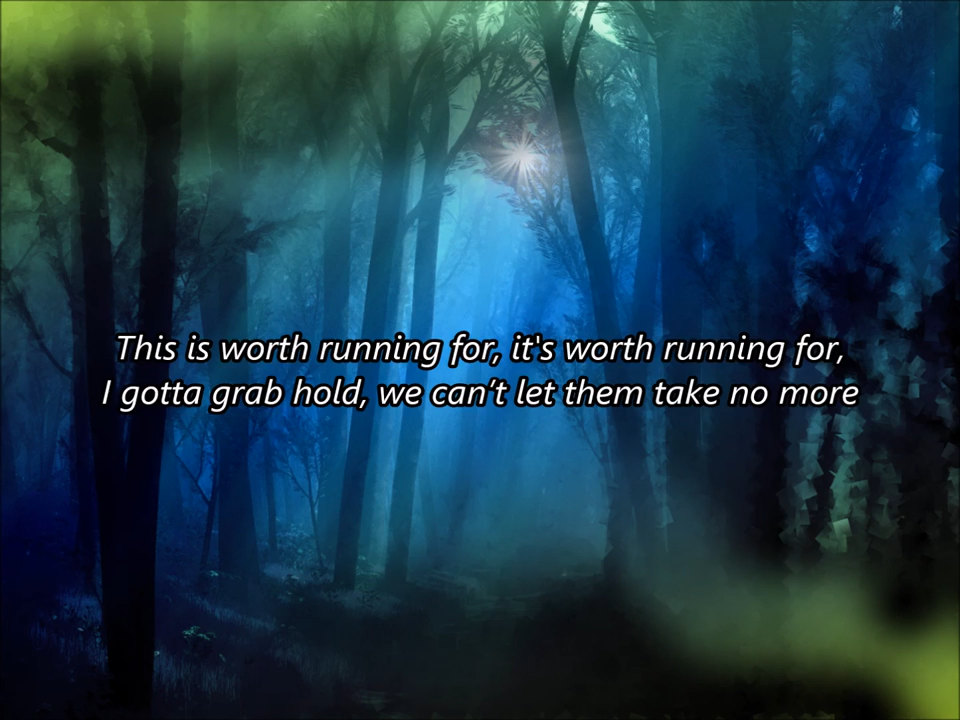 This is worth running for, it's worth running for,
I gotta grab hold, we can’t let them take no more